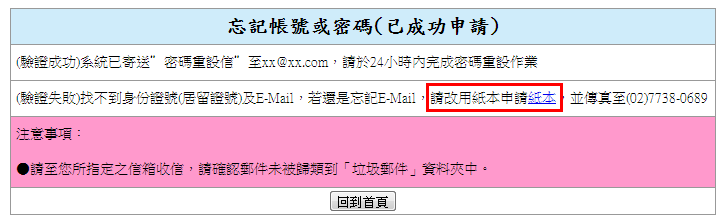 忘記帳號或密碼(已成功申請)
(驗證成功)系統已寄送”密碼重設信”至xx@xx.com，請於24小時內完成密碼重設作業
(驗證失敗)找不到身份證號(居留證號)及E-Mail，若還是忘記E-Mail，請改用紙本申請紙本，並傳真至(02)7738-0689
注意事項：
●請至您所指定之信箱收信，請確認郵件未被歸類到「垃圾郵件」資料夾中。
回到首頁